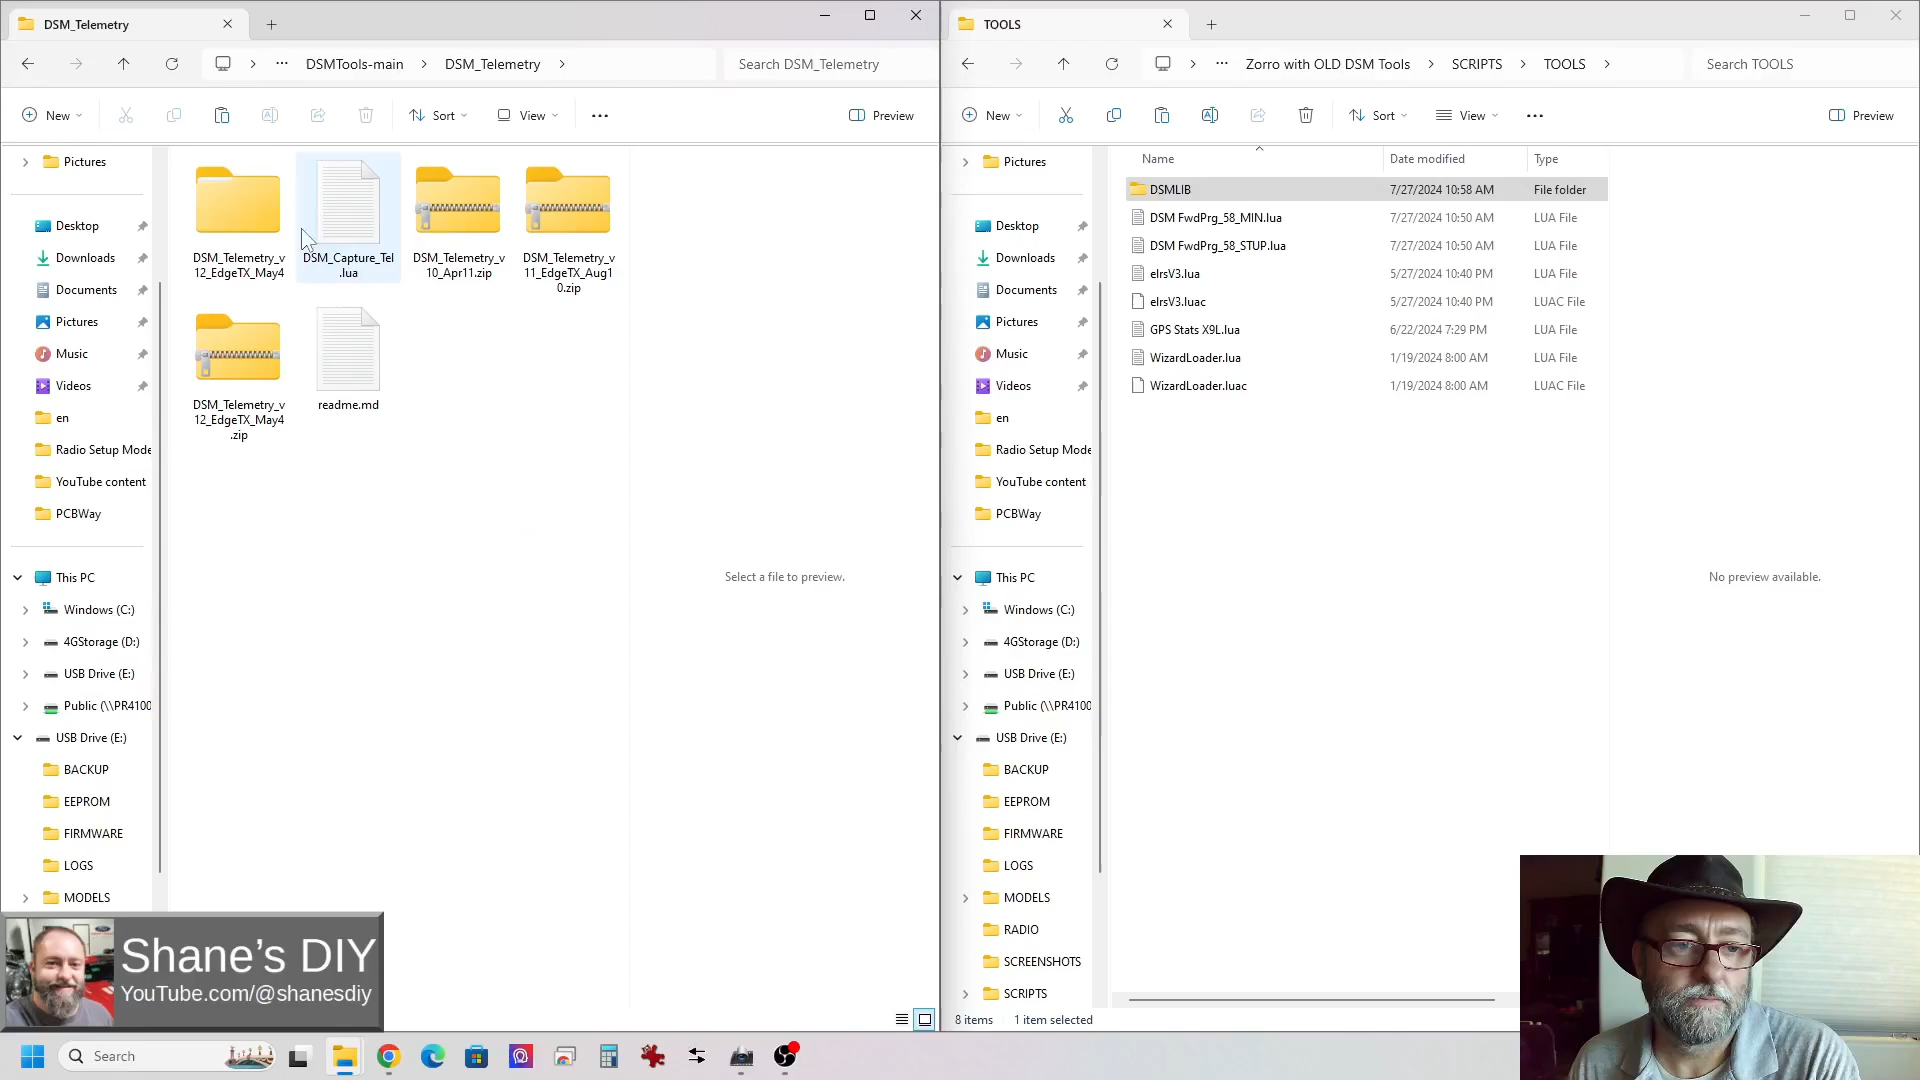 DSM_Telemetry
DSMTools-main
DSM_Telemetry
Search DSM_Telemetry
New
Sort
View
Preview
Pictures
Desktop
Downloads
Documents
Pictures
Music
Videos
en
Radio Setup Mode
YouTube content
PCBWay
This PC
Windows (C:)
4GStorage (D:)
USB Drive (E:)
Public (\\PR4100
USB Drive (E:)
BACKUP
EEPROM
FIRMWARE
LOGS
MODELS
DSM_Telemetry_v
12_EdgeTX_May4
DSM_Capture_Tel
.lua
DSM_Telemetry_v
10_Apr11.zip
DSM_Telemetry_v
11_EdgeTX_Aug1
0.zip
DSM_Telemetry_v
12_EdgeTX_May4
.zip
readme.md
Select a file to preview.
TOOLS
Zorro with OLD DSM Tools
SCRIPTS
TOOLS
Search TOOLS
New
Sort
View
Preview
Pictures
Desktop
Downloads
Documents
Pictures
Music
Videos
en
Radio Setup Mode
YouTube content
PCBWay
This PC
Windows (C:)
4GStorage (D:)
USB Drive (E:)
Public (\\PR4100
USB Drive (E:)
BACKUP
EEPROM
FIRMWARE
LOGS
MODELS
RADIO
SCREENSHOTS
SCRIPTS
Name Date modified Type
DSMLIB 7/27/2024 10:58 AM File folder
DSM FwdPrg_58_MIN.lua 7/27/2024 10:50 AM LUA File
DSM FwdPrg_58_STUP.lua 7/27/2024 10:50 AM LUA File
elrsV3.lua 5/27/2024 10:40 PM LUA File
elrsV3.luac 5/27/2024 10:40 PM LUAC File
GPS Stats X9L.lua 6/22/2024 7:29 PM LUA File
WizardLoader.lua 1/19/2024 8:00 AM LUA File
WizardLoader.luac 1/19/2024 8:00 AM LUAC File
No preview available.
8 items 1 item selected
Shane's DIY
YouTube.com/@shanesdiy
Search